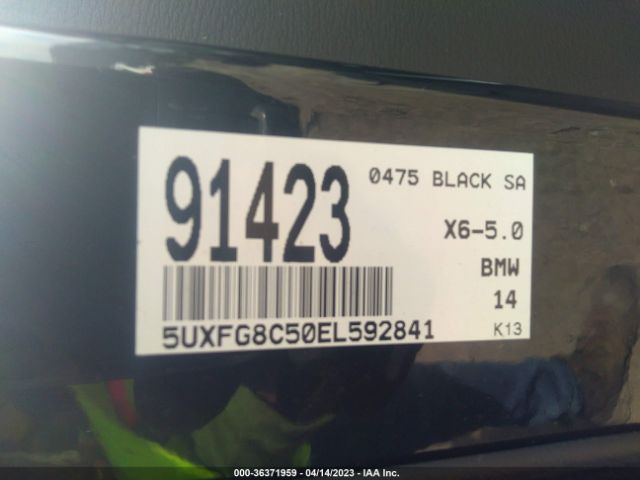 91423
0475 BLACK SA
X6-5.0
BMW
14
5UXFG8C50EL592841
K13
000-36371959 - 04/14/2023 - IAA Inc.